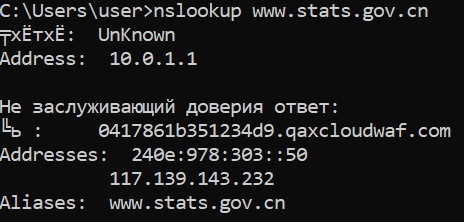 C:\Users\user>nslookup www.stats.gov.cn
╤хЁтхЁ:  UnKnown
Address:  10.0.1.1
Не заслуживающий доверия ответ:
╚ь :     0417861b351234d9.qaxcloudwaf.com
Addresses:  240e:978:303::50
117.139.143.232
Aliases:  www.stats.gov.cn